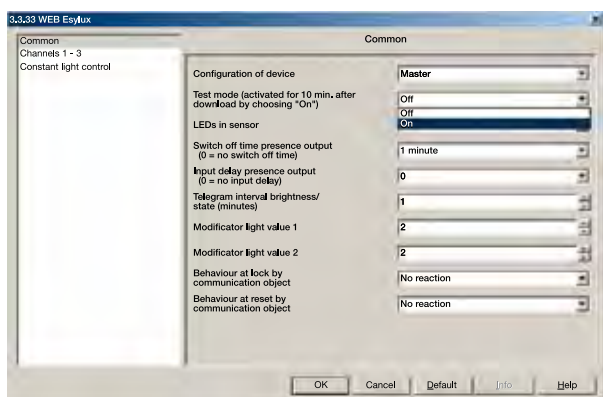 3.3.33 WEB Esylux
Common
Channels 1 - 3
Constant light control
Common
Configuration of device
Master
Test mode (activated for 10 min. after
download by choosing "On")
Off
Off
On
LEDs in sensor
Switch off time presence output
(0 = no switch off time)
1 minute
Input delay presence output
(0 = no input delay)
0
Telegram interval brightness/
state (minutes)
1
Modificator light value 1
2
Modificator light value 2
2
Behaviour at lock by
communication object
No reaction
Behaviour at reset by
communication object
No reaction
OK
Cancel
Default
Info
Help